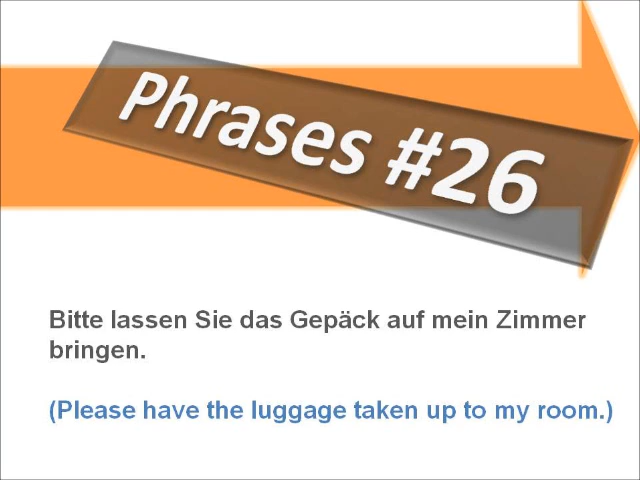 Phrases #26
Bitte lassen Sie das Gepäck auf mein Zimmer
bringen.
(Please have the luggage taken up to my room.)